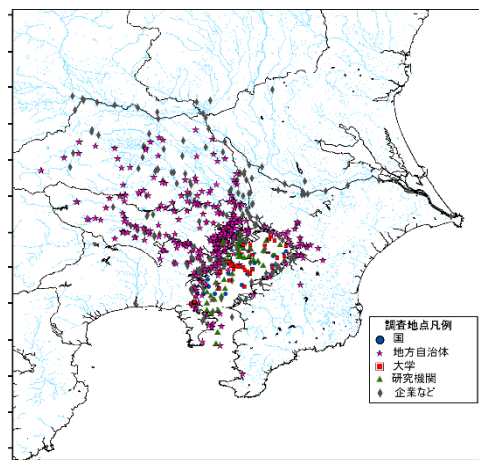 調査地点凡例
国
地方自治体
大学
研究機関
企業など